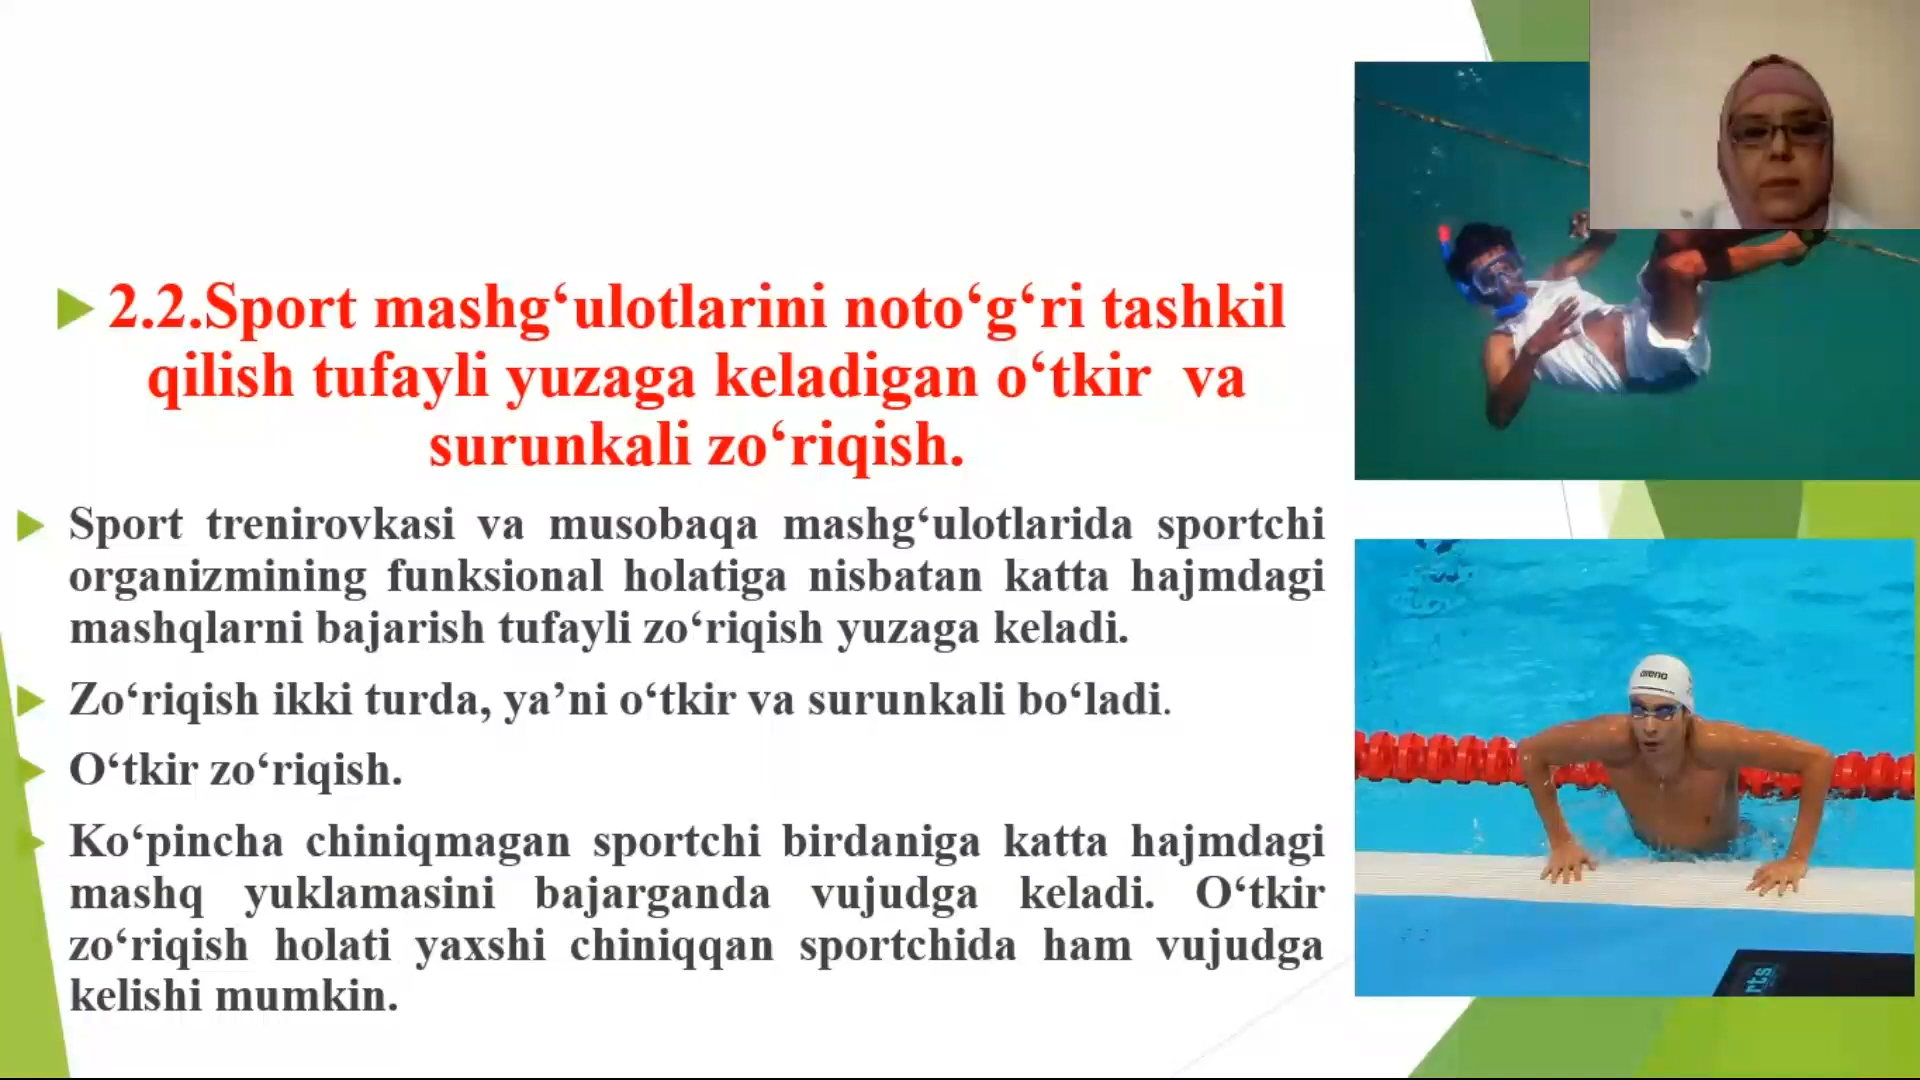 2.2.Sport mashg‘ulotlarini noto‘g‘ri tashkil
qilish tufayli yuzaga keladigan o‘tkir va
surunkali zo‘riqish.
Sport trenirovkasi va musobaqa mashg‘ulotlarida sportchi
organizmining funksional holatiga nisbatan katta hajmdagi
mashqlarni bajarish tufayli zo‘riqish yuzaga keladi.
Zo‘riqish ikki turda, ya’ni o‘tkir va surunkali bo‘ladi.
O‘tkir zo‘riqish.
Ko‘pincha chiniqmagan sportchi birdaniga katta hajmdagi
mashq yuklamasini bajarganda vujudga keladi. O‘tkir
zo‘riqish holati yaxshi chiniqqan sportchida ham vujudga
kelishi mumkin.
arena
rts